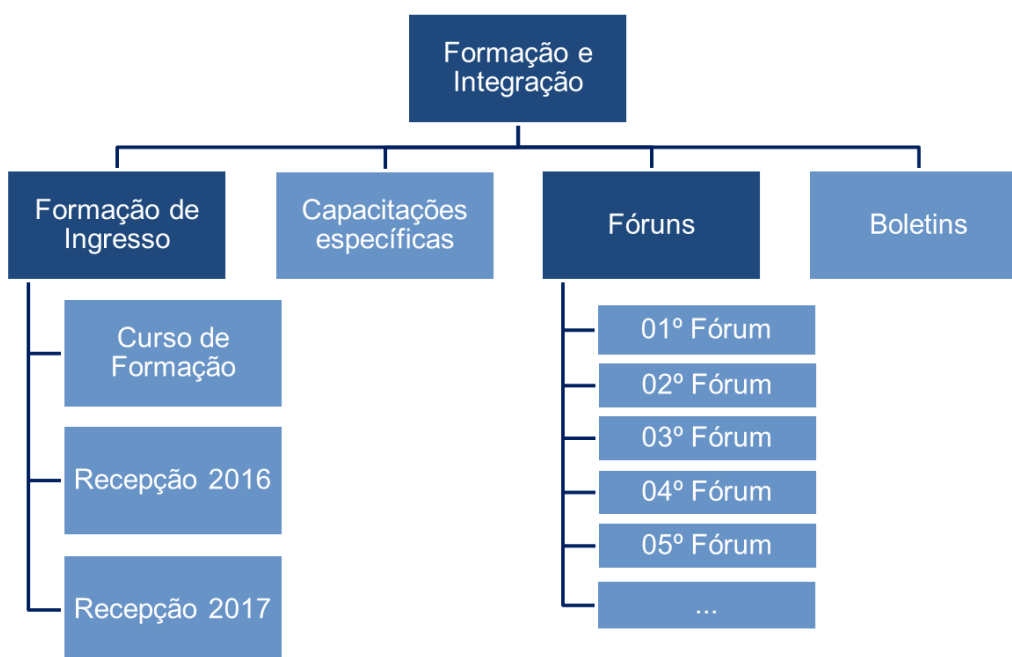 Formação e
Integração
Formação de
Ingresso
Capacitações
específicas
Fóruns
Boletins
Curso de
Formação
Recepção 2016
Recepção 2017
01º Fórum
02º Fórum
03º Fórum
04º Fórum
05º Fórum
...